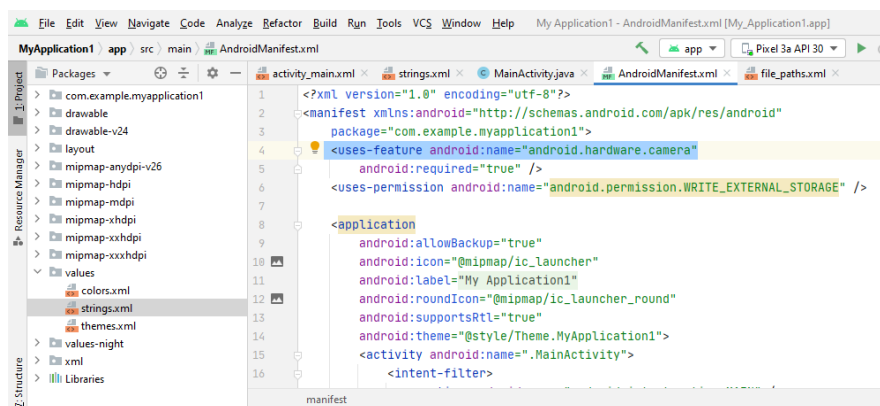 File Edit View Navigate Code Analyze Refactor Build Run Tools VCS Window Help My Application1 - AndroidManifest.xml [My_Application1.app]
MyApplication1 app src main AndroidManifest.xml app Pixel 3a API 30
1: Project
Resource Manager
Z: Structure
Packages
com.example.myapplication1
drawable
drawable-v24
layout
mipmap-anydpi-v26
mipmap-hdpi
mipmap-mdpi
mipmap-xhdpi
mipmap-xxhdpi
mipmap-xxxhdpi
values
colors.xml
strings.xml
themes.xml
values-night
xml
Libraries
activity_main.xml strings.xml MainActivity.java AndroidManifest.xml file_paths.xml
1 <?xml version="1.0" encoding="utf-8"?>
2 <manifest xmlns:android="http://schemas.android.com/apk/res/android"
3 package="com.example.myapplication1">
4 <uses-feature android:name="android.hardware.camera"
5 android:required="true" />
6 <uses-permission android:name="android.permission.WRITE_EXTERNAL_STORAGE" />
7
8 <application
9 android:allowBackup="true"
10 android:icon="@mipmap/ic_launcher"
11 android:label="My Application1"
12 android:roundIcon="@mipmap/ic_launcher_round"
13 android:supportsRtl="true"
14 android:theme="@style/Theme.MyApplication1">
15 <activity android:name=".MainActivity">
16 <intent-filter>
manifest